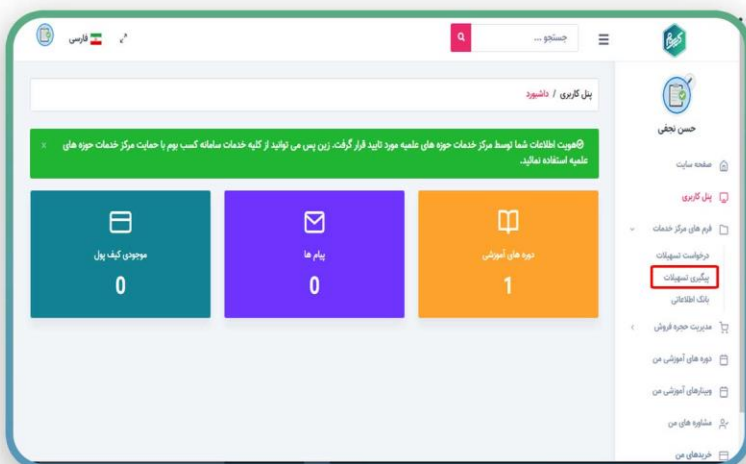 جستجو ...
فارسی
حسن نجفی
صفحه سایت
پنل کاربری
فرم های مرکز خدمات
درخواست تسهیلات
پیگیری تسهیلات
بانک اطلاعاتی
مدیریت حجره فروش
دوره های آموزشی من
وبینارهای آموزشی من
مشاوره های من
خریدهای من
پنل کاربری / داشبورد
هویت اطلاعات شما توسط مرکز خدمات حوزه های علمیه مورد تایید قرار گرفت. زین پس می توانید از کلیه خدمات سامانه کسب بوم با حمایت مرکز خدمات حوزه های
علمیه استفاده نمائید.
دوره های آموزشی
1
پیام ها
0
موجودی کیف پول
0